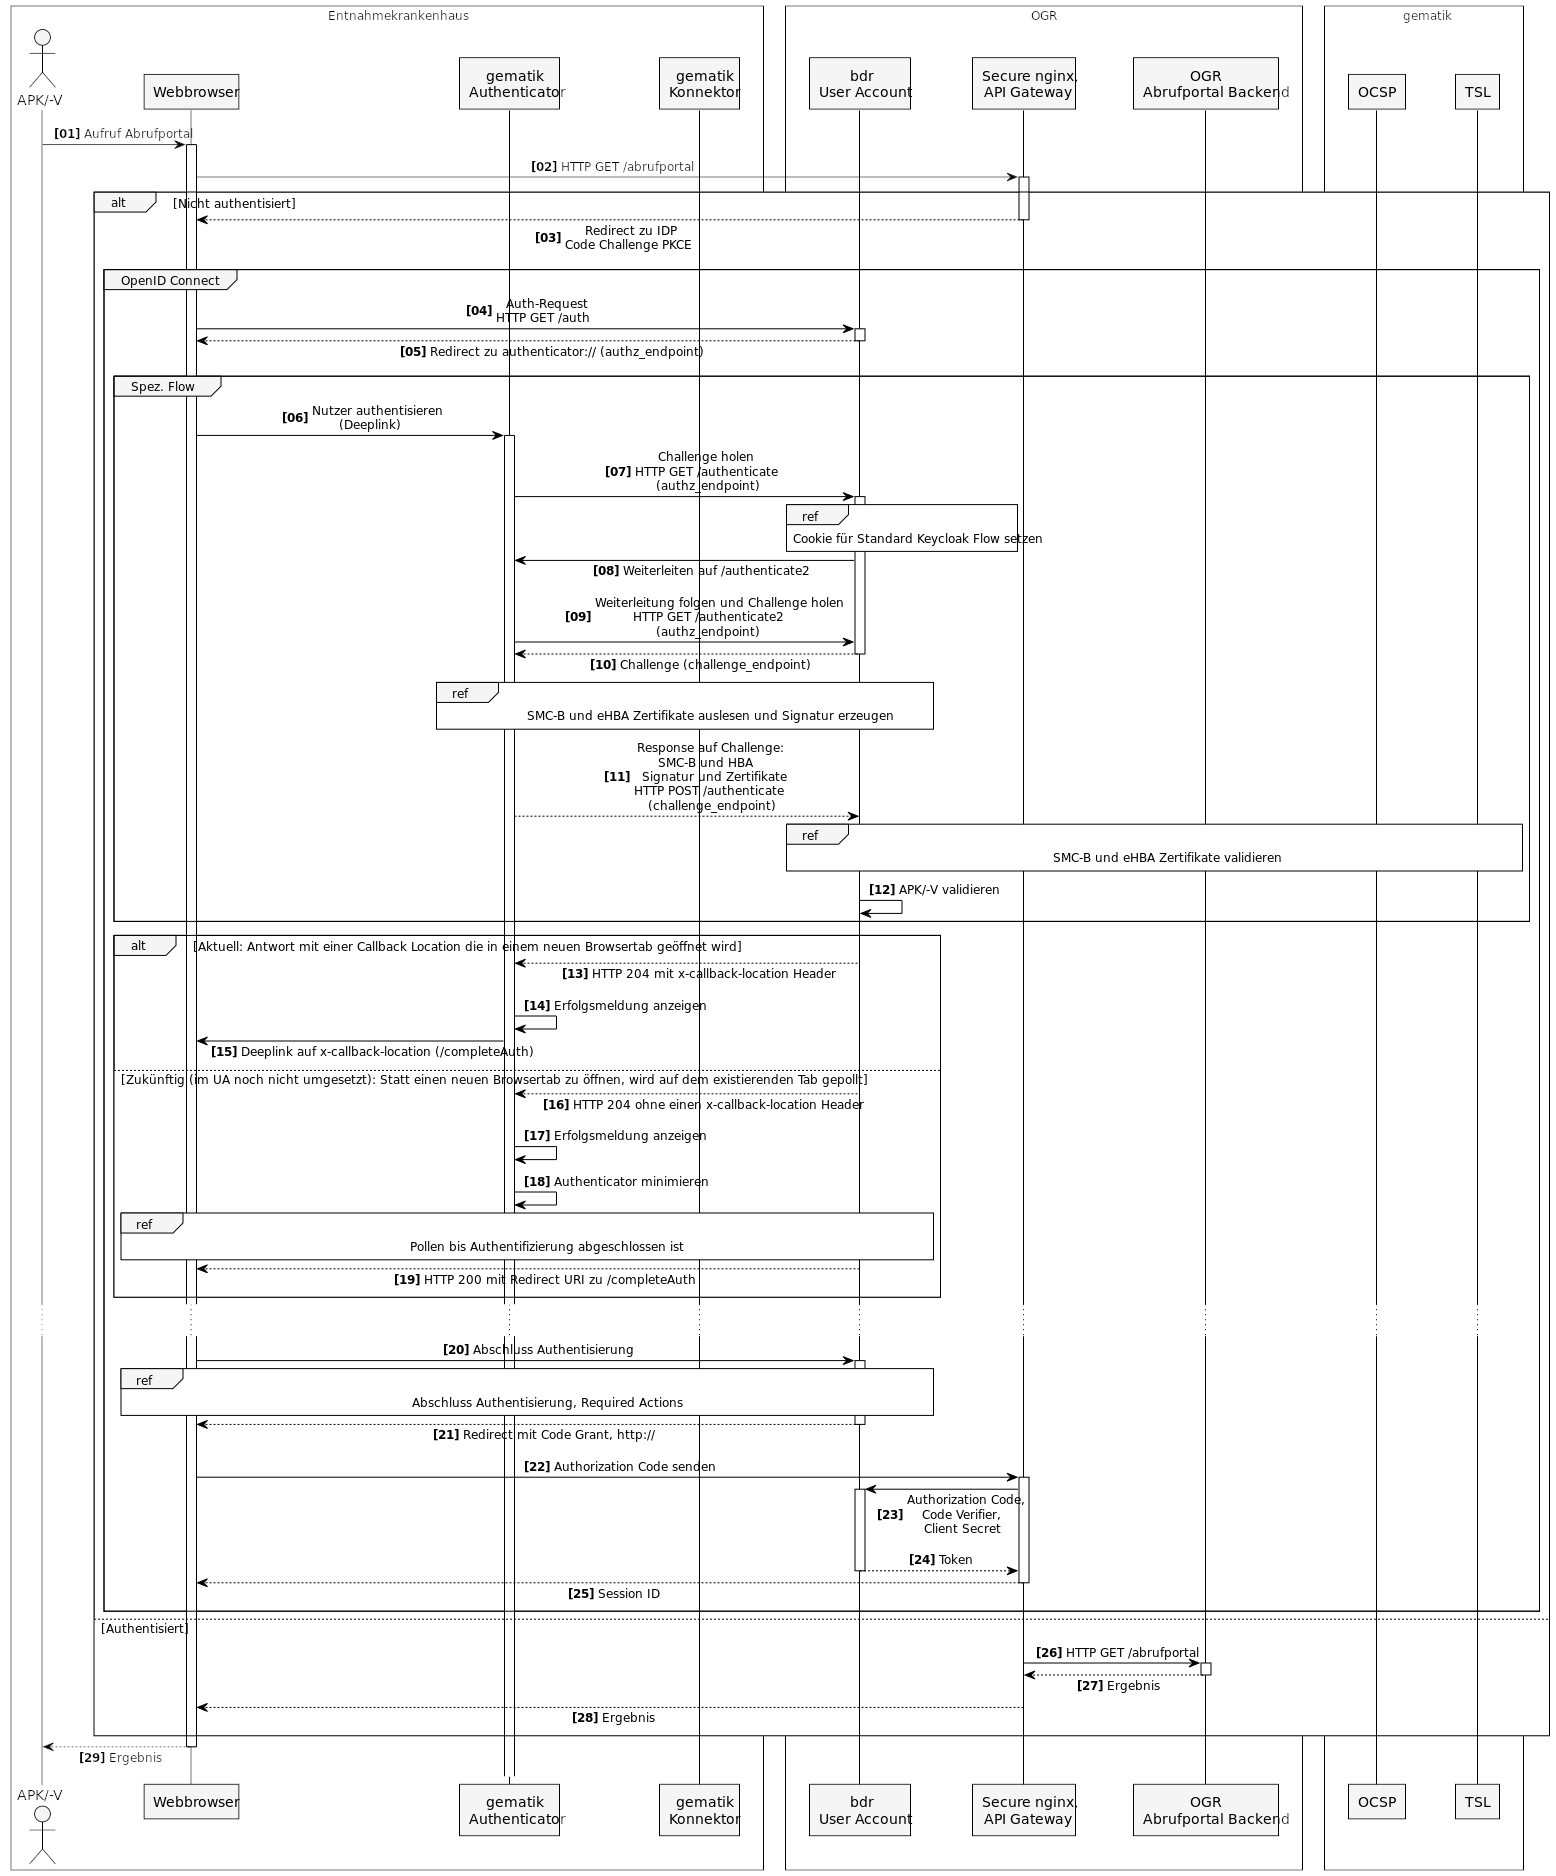 Entnahmekrankenhaus
OGR
gematik
APK/-V
Webbrowser
gematik
Authenticator
gematik
Konnektor
bdr
User Account
Secure nginx,
API Gateway
OGR
Abrufportal Backend
OCSP
TSL
[01] Aufruf Abrufportal
[02] HTTP GET /abrufportal
alt
[Nicht authentisiert]
Redirect zu IDP
[03] Code Challenge PKCE
OpenID Connect
Auth-Request
[04] HTTP GET /auth
[05] Redirect zu authenticator:// (authz_endpoint)
Spez. Flow
[06] Nutzer authentisieren
(Deeplink)
Challenge holen
[07] HTTP GET /authenticate
(authz_endpoint)
ref
Cookie für Standard Keycloak Flow setzen
[08] Weiterleiten auf /authenticate2
Weiterleitung folgen und Challenge holen
[09] HTTP GET /authenticate2
(authz_endpoint)
[10] Challenge (challenge_endpoint)
ref
SMC-B und eHBA Zertifikate auslesen und Signatur erzeugen
Response auf Challenge:
SMC-B und HBA
[11] Signatur und Zertifikate
HTTP POST /authenticate
(challenge_endpoint)
ref
SMC-B und eHBA Zertifikate validieren
[12] APK/-V validieren
alt
[Aktuell: Antwort mit einer Callback Location die in einem neuen Browsertab geöffnet wird]
[13] HTTP 204 mit x-callback-location Header
[14] Erfolgsmeldung anzeigen
[15] Deeplink auf x-callback-location (/completeAuth)
[Zukünftig (im UA noch nicht umgesetzt): Statt einen neuen Browsertab zu öffnen, wird auf dem existierenden Tab gepollt]
[16] HTTP 204 ohne einen x-callback-location Header
[17] Erfolgsmeldung anzeigen
[18] Authenticator minimieren
ref
Pollen bis Authentifizierung abgeschlossen ist
[19] HTTP 200 mit Redirect URI zu /completeAuth
[20] Abschluss Authentisierung
ref
Abschluss Authentisierung, Required Actions
[21] Redirect mit Code Grant, http://
[22] Authorization Code senden
Authorization Code,
[23] Code Verifier,
Client Secret
[24] Token
[25] Session ID
[Authentisiert]
[26] HTTP GET /abrufportal
[27] Ergebnis
[28] Ergebnis
[29] Ergebnis
APK/-V
Webbrowser
gematik
Authenticator
gematik
Konnektor
bdr
User Account
Secure nginx,
API Gateway
OGR
Abrufportal Backend
OCSP
TSL